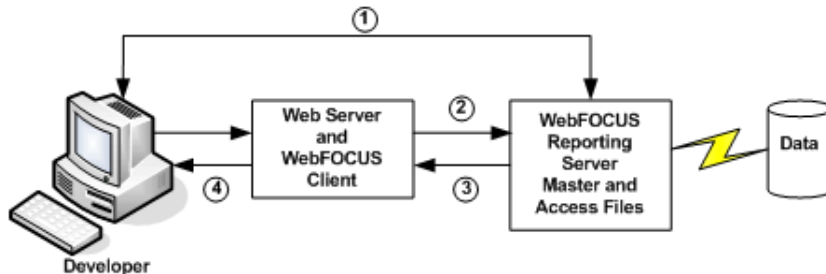 1
Web Server
and
WebFOCUS
Client
2
WebFOCUS
Reporting
Server
Master and
Access Files
Data
4
3
Developer